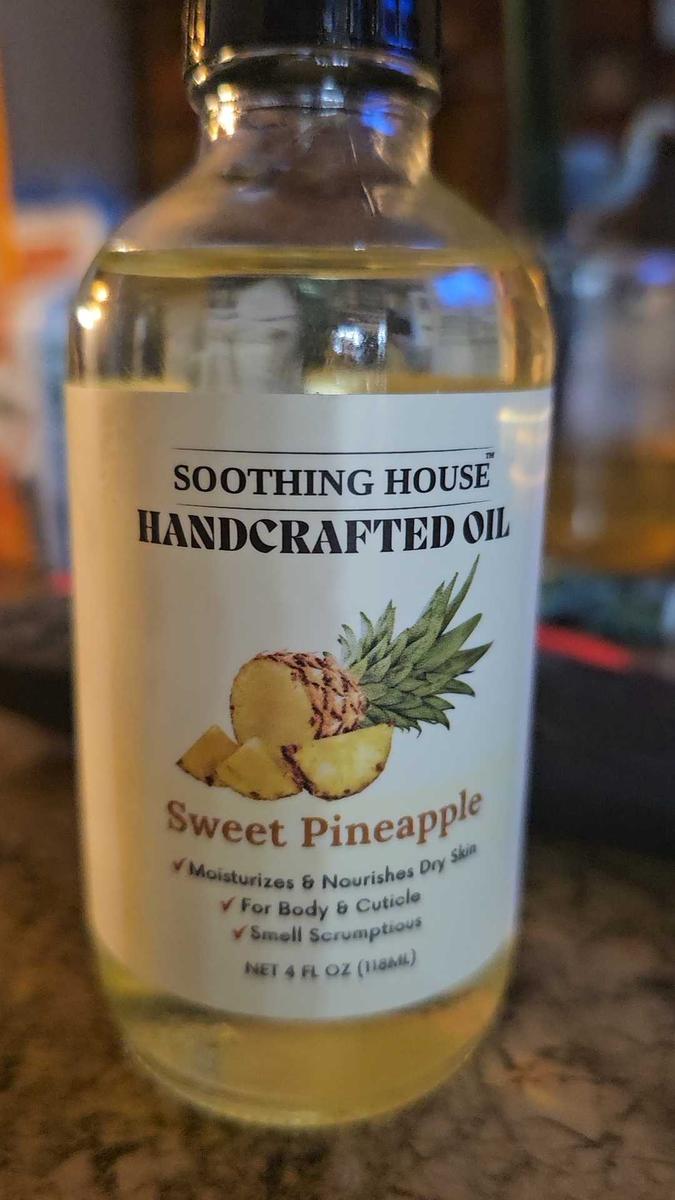 SOOTHING HOUSE™
HANDCRAFTED OIL
Sweet Pineapple
✓Moisturizes & Nourishes Dry Skin
✓For Body & Cuticle
✓Smell Scrumptious
NET 4 FL OZ (118ML)